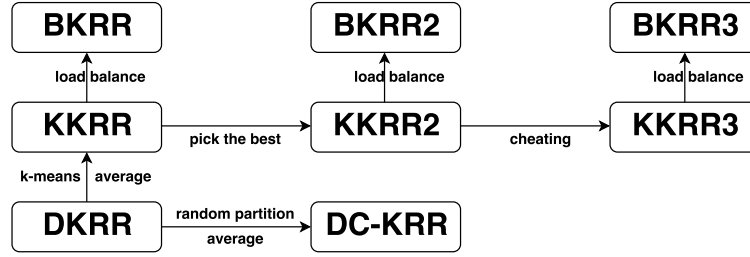 BKRR BKRR2 BKRR3
load balance load balance load balance
KKRR KKRR2 KKRR3
pick the best cheating
k-means average
random partition
DKRR DC-KRR
average